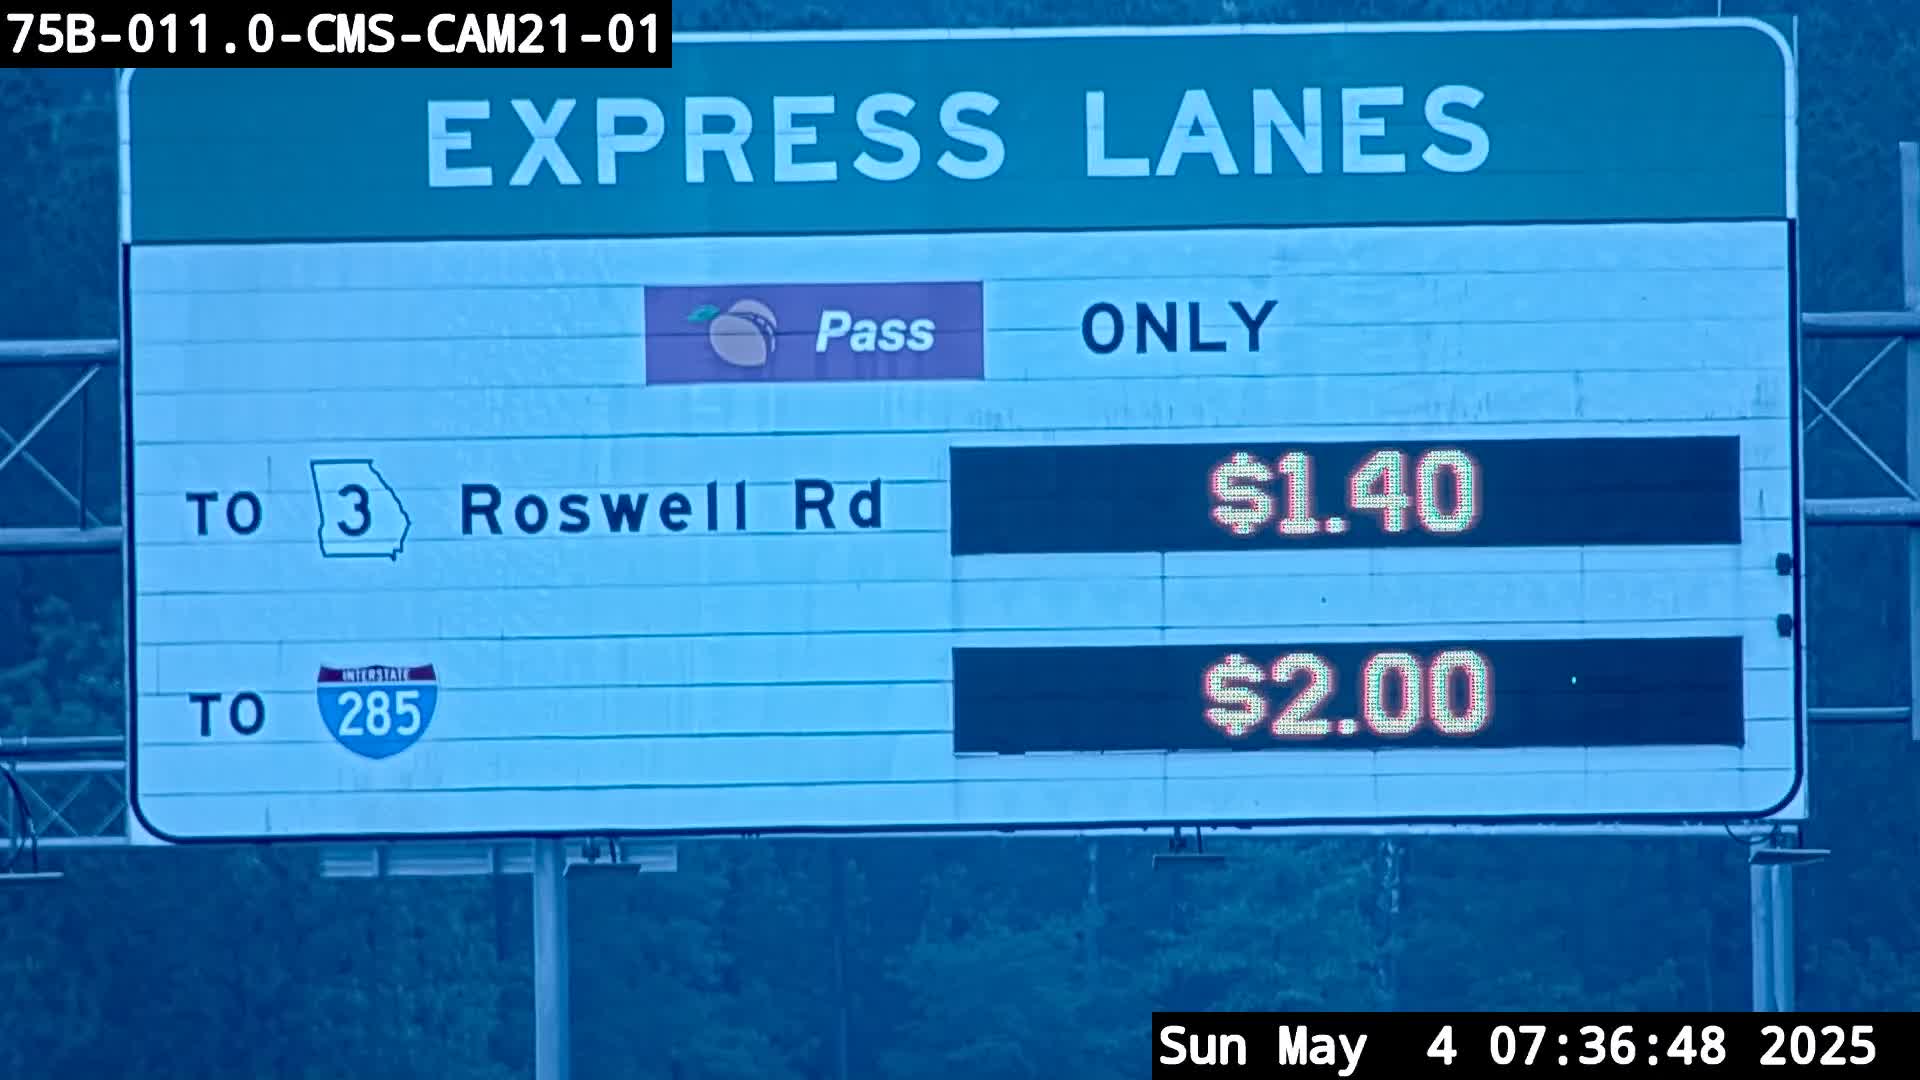 75B-011.0-CMS-CAM21-01
EXPRESS LANES
Pass ONLY
TO 3 Roswell Rd $1.40
TO INTERSTATE 285 $2.00
Sun May 4 07:36:48 2025